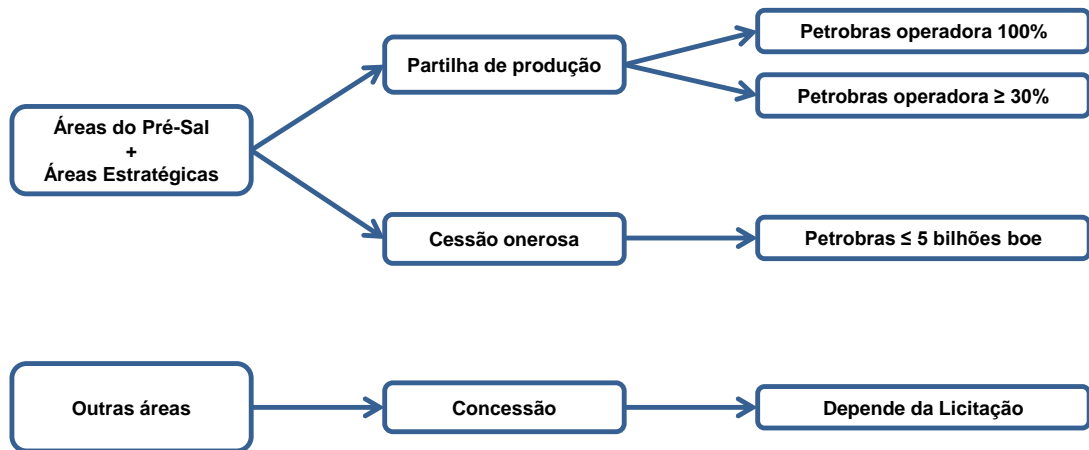 Áreas do Pré-Sal
+
Áreas Estratégicas
Partilha de produção
Petrobras operadora 100%
Petrobras operadora ≥ 30%
Cessão onerosa
Petrobras ≤ 5 bilhões boe
Outras áreas
Concessão
Depende da Licitação